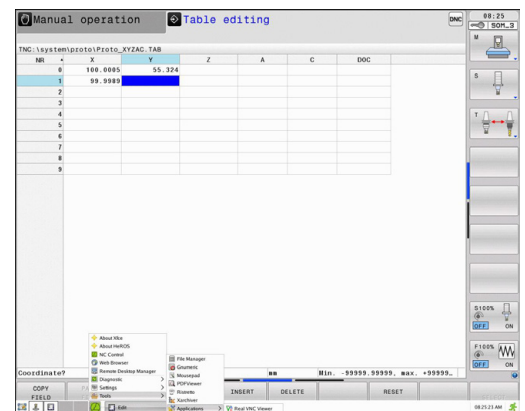 Manual operation
Table editing
DNC
08:25
SOM_3
TNC:\system\proto\Proto_XYZAC.TAB
NR X Y Z A C DOC
0 100.0005 55.324
1 99.9989
2
3
4
5
6
7
8
9
M
S
T
S100%
OFF ON
F100%
OFF ON
Coordinate? mm Min. -99999.99999, max. +99999…
About Xfce
About HeROS
NC Control
Web Browser
Remote Desktop Manager
Diagnostic
Settings
Tools
File Manager
Gnumeric
Mousepad
PDFViewer
Ristretto
Xarchiver
Applications
Real VNC Viewer
COPY FIELD
INSERT
DELETE
RESET
Edit
08:25:23 AM